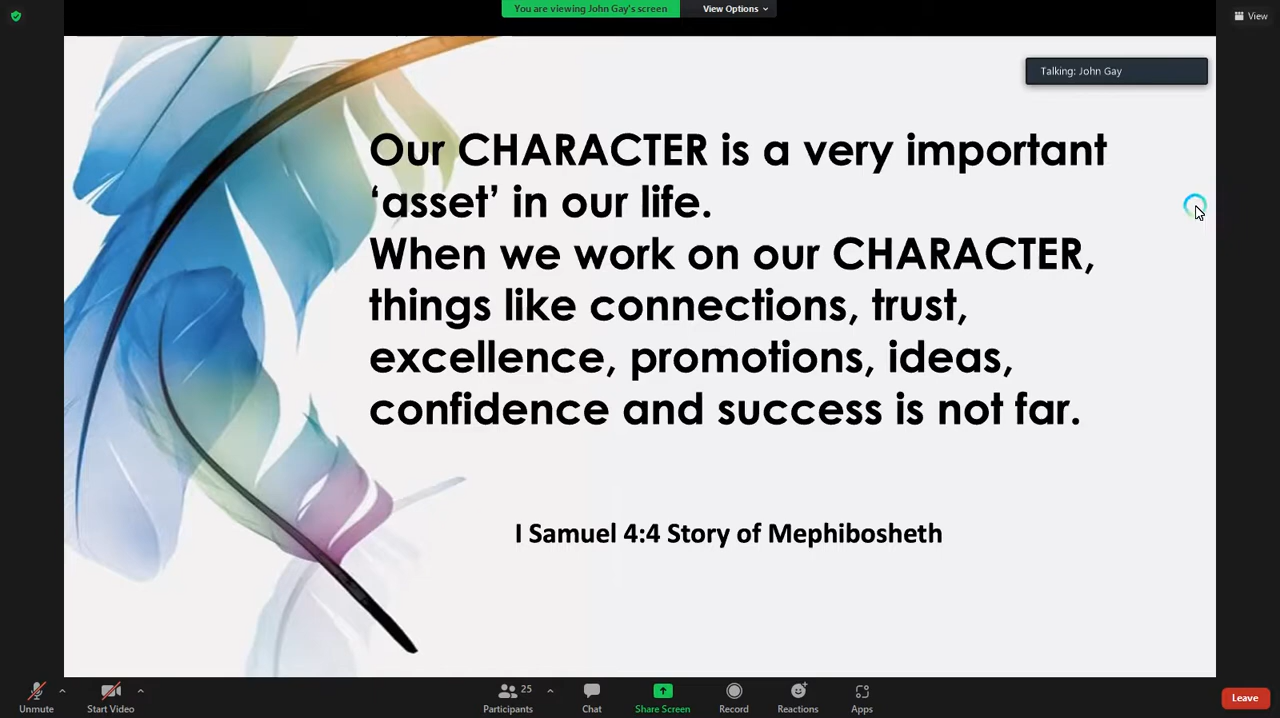 You are viewing John Gay's screen
View Options
View
Talking: John Gay
Our CHARACTER is a very important
‘asset’ in our life.
When we work on our CHARACTER,
things like connections, trust,
excellence, promotions, ideas,
confidence and success is not far.
I Samuel 4:4 Story of Mephibosheth
Unmute
Start Video
25
Participants
Chat
Share Screen
Record
Reactions
Apps
Leave